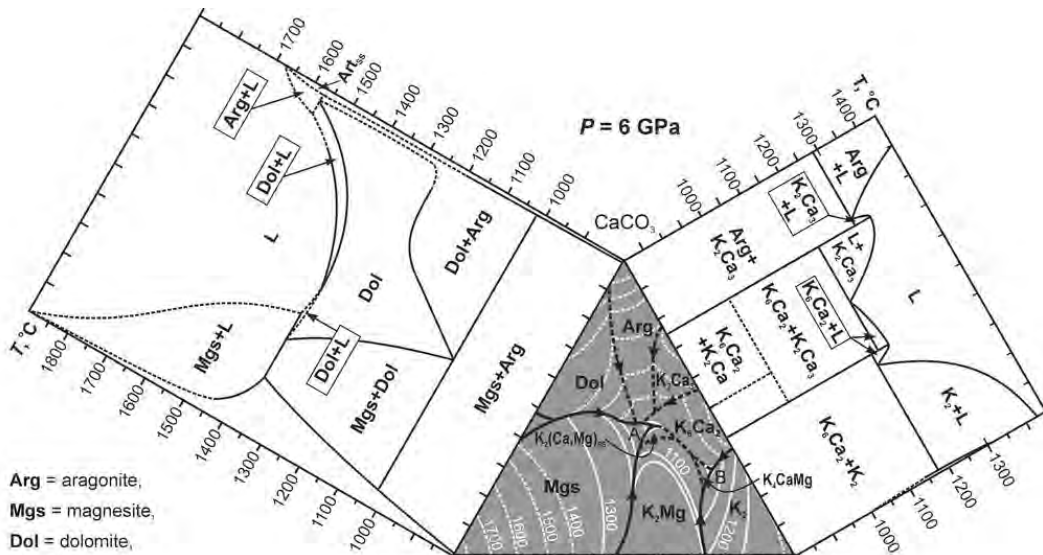 1700
1600
1500
1400
1300
1200
1100
1000
Art ss
Arg+L
Dol+L
L
Dol
Dol+Arg
Mgs+L
Dol+L
Mgs+Dol
Mgs+Arg
T, °C
1800
1700
1600
1500
1400
1300
1200
1100
1000
P = 6 GPa
CaCO3
1000
1100
1200
1300
1400
T, °C
Arg +L
K2Ca3 +L
Arg+ K2Ca3
L+ K2Ca3
K6Ca2+L
L
K6Ca2 +K2Ca
K6Ca2+K2Ca3
K2+L
K6Ca2+K2
1000
1100
1200
1300
Arg
Dol
K2Ca3
K6Ca2
A
K2(Ca,Mg)ss
1100
B
K4CaMg
Mgs
K2Mg
K2
1700
1600
1500
1400
1300
1200
Arg = aragonite,
Mgs = magnesite,
Dol = dolomite,